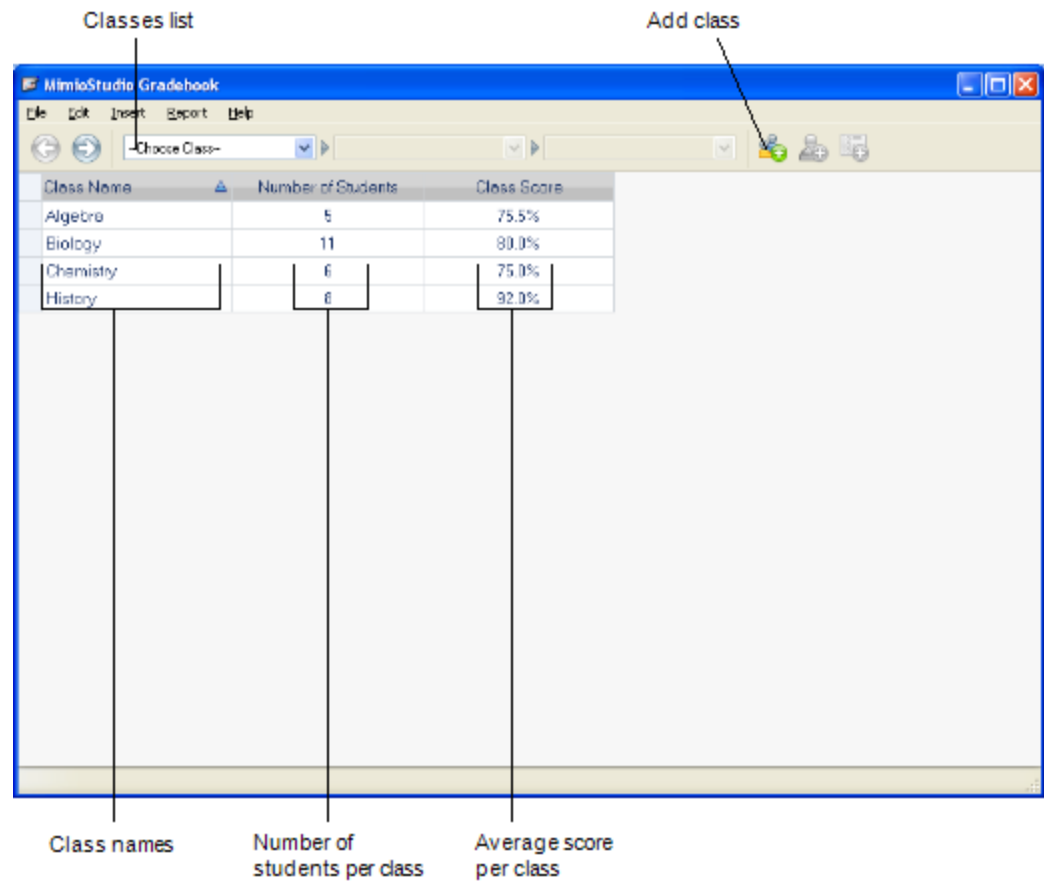 Classes list
Add class
MimioStudio Gradebook
File Edit Insert Report Help
--Choose Class--
Class Name Number of Students Class Score
Algebra 5 75.5%
Biology 11 80.0%
Chemistry 6 75.0%
History 8 92.0%
Class names
Number of
students per class
Average score
per class